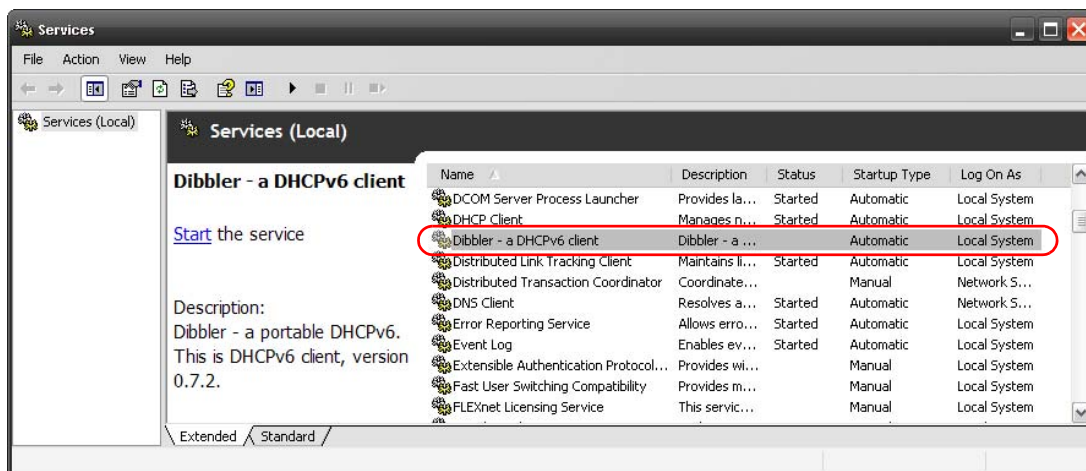 Services
File Action View Help
Services (Local)
Services (Local)
Dibbler - a DHCPv6 client
Start the service
Description:
Dibbler - a portable DHCPv6.
This is DHCPv6 client, version
0.7.2.
Name Description Status Startup Type Log On As
DCOM Server Process Launcher Provides la... Started Automatic Local System
DHCP Client Manages n... Started Automatic Local System
Dibbler - a DHCPv6 client Dibbler - a ... Automatic Local System
Distributed Link Tracking Client Maintains li... Started Automatic Local System
Distributed Transaction Coordinator Coordinate... Manual Network S...
DNS Client Resolves a... Started Automatic Network S...
Error Reporting Service Allows erro... Started Automatic Local System
Event Log Enables ev... Started Automatic Local System
Extensible Authentication Protocol... Provides wi... Manual Local System
Fast User Switching Compatibility Provides m... Manual Local System
FLEXnet Licensing Service This servic... Manual Local System
Extended Standard